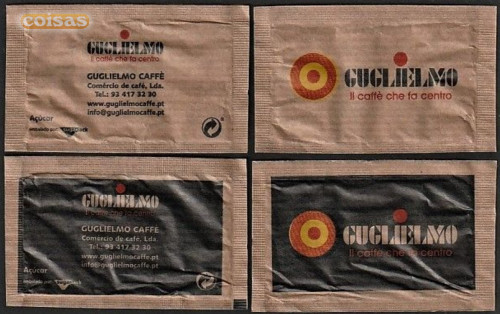 coisas
GUGLIELMO
Il caffè che fa centro
GUGLIELMO CAFFÈ
Comércio de café, Lda.
Tel.: 93 417 32 30
www.guglielmocaffe.pt
info@guglielmocaffe.pt
Açúcar
GUGLIELMO
Il caffè che fa centro
GUGLIELMO
Il caffè che fa centro
GUGLIELMO CAFFÈ
Comércio de café, Lda.
Tel.: 93 417 32 30
www.guglielmocaffe.pt
info@guglielmocaffe.pt
Açúcar
GUGLIELMO
Il caffè che fa centro